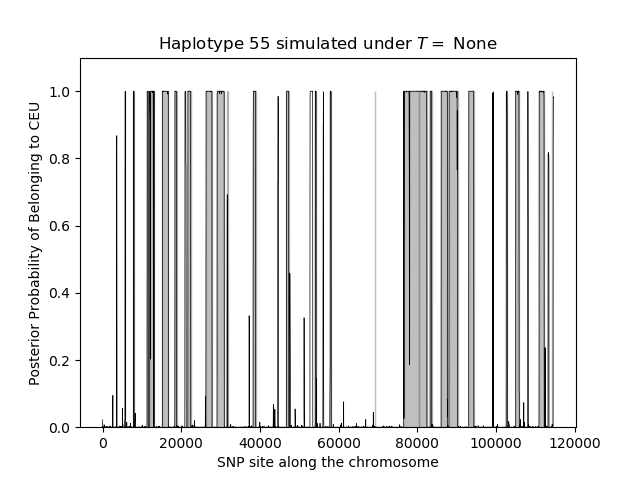 Haplotype 55 simulated under T = None
Posterior Probability of Belonging to CEU
1.0
0.8
0.6
0.4
0.2
0.0
0 20000 40000 60000 80000 100000 120000
SNP site along the chromosome